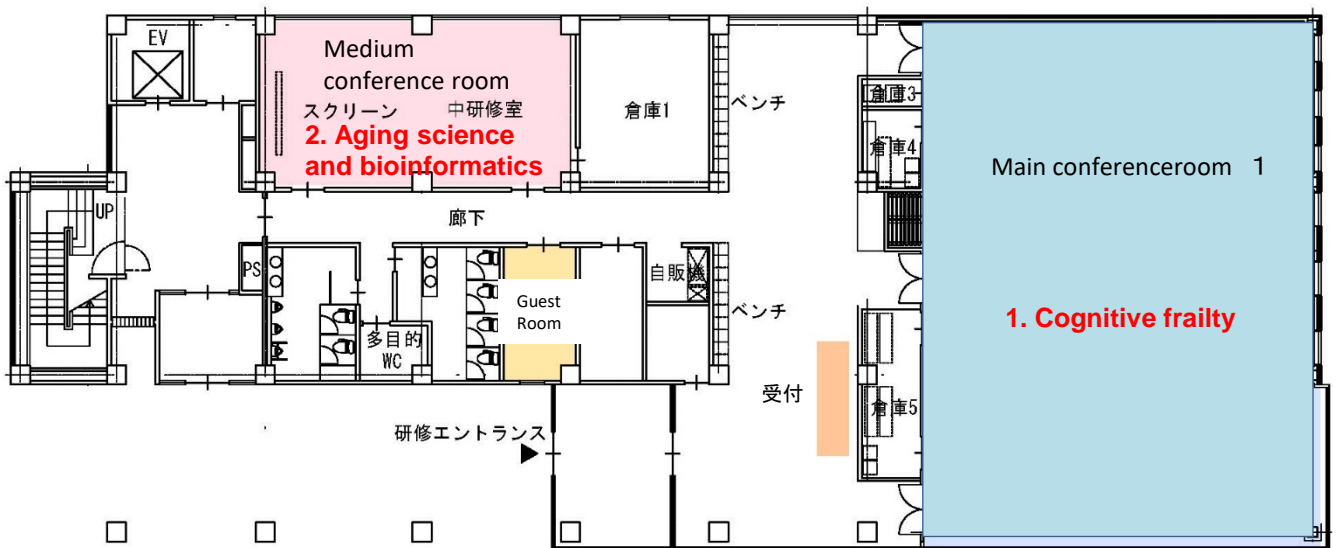 EV
Medium
conference room
スクリーン 中研修室
2. Aging science
and bioinformatics
倉庫1
ベンチ
倉庫3
倉庫4
Main conferenceroom １
UP
廊下
PS
自販機
Guest
Room
ベンチ
1. Cognitive frailty
多目的
WC
受付
倉庫5
研修エントランス